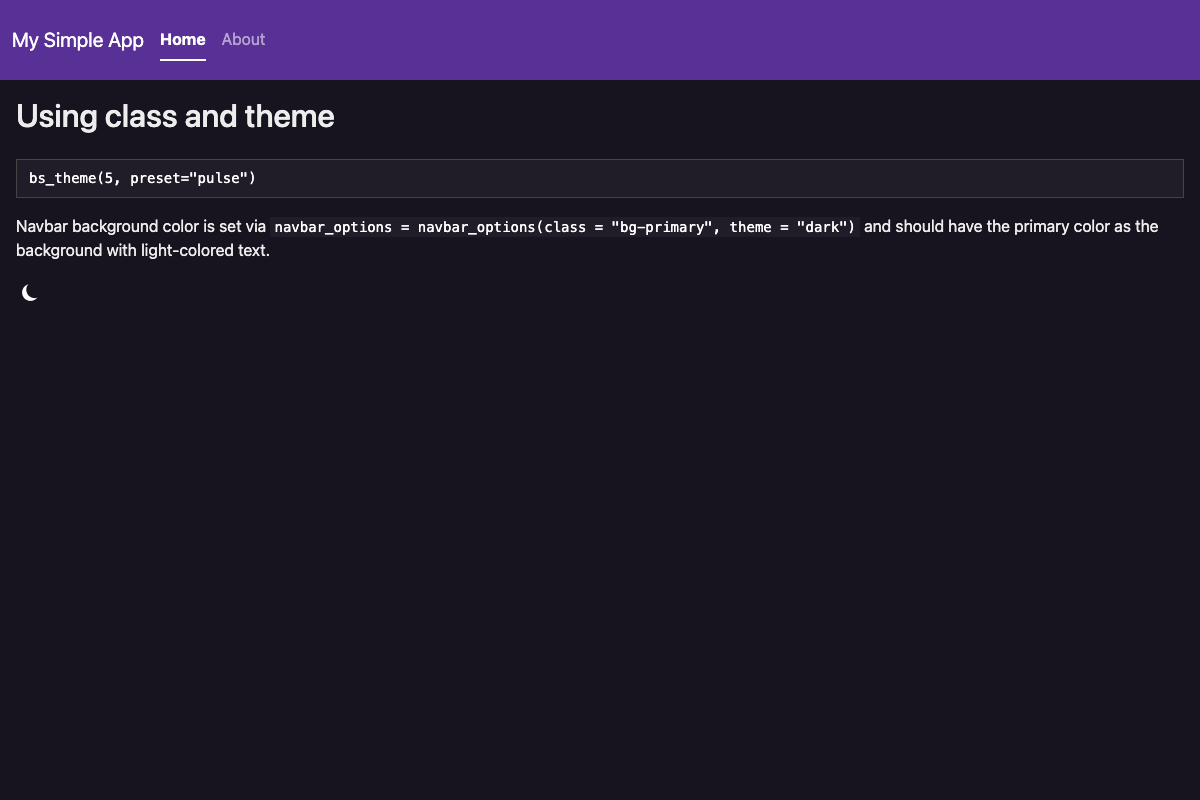 My Simple App Home About
Using class and theme
bs_theme(5, preset="pulse")
Navbar background color is set via navbar_options = navbar_options(class = "bg-primary", theme = "dark") and should have the primary color as the
background with light-colored text.